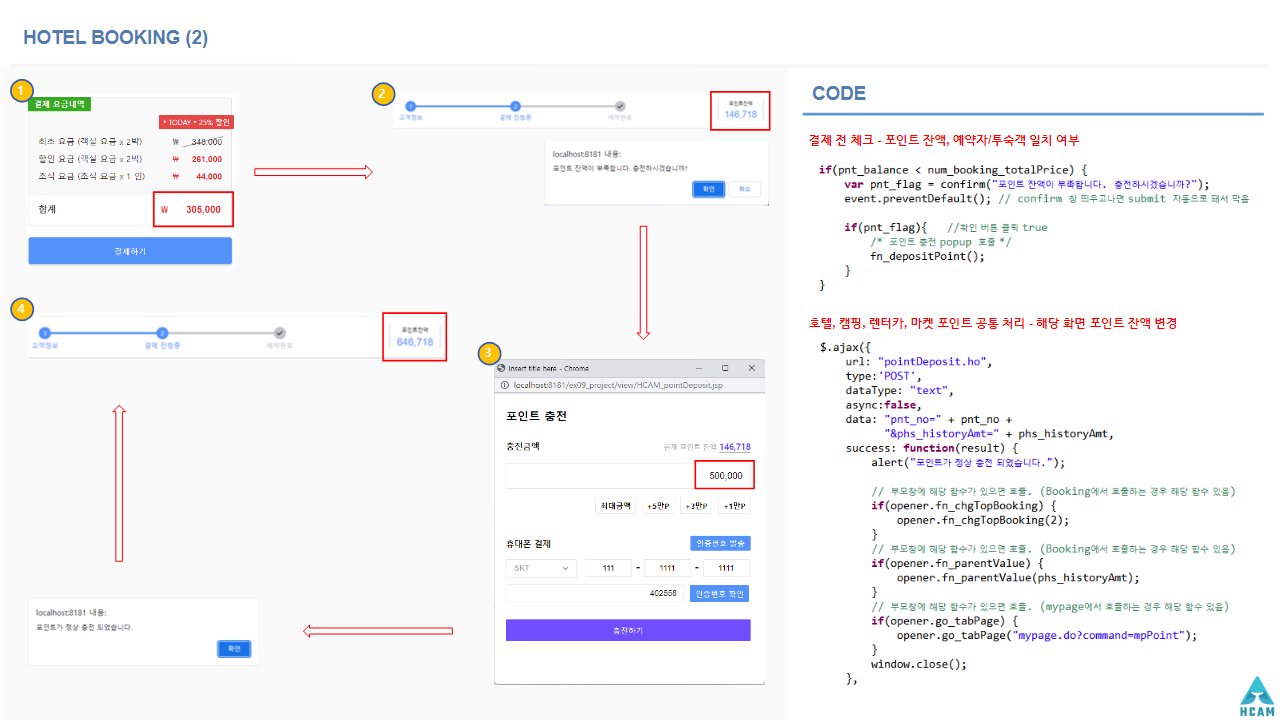 HOTEL BOOKING (2)
1
결제 요금내역
* TODAY * 25% 할인
최초 요금 (객실 요금 x 2박) ₩ 348,000
할인 요금 (객실 요금 x 2박) ₩ 261,000
조식 요금 (조식 요금 x 1 인) ₩ 44,000
합계 ₩ 305,000
결제하기
2
1 2
고객정보 결제 진행중 예약완료
포인트잔액
146,718
localhost:8181 내용:
포인트 잔액이 부족합니다. 충전하시겠습니까?
확인 취소
3
Insert title here - Chrome
localhost:8181/ex09_project/view/HCAM_pointDeposit.jsp
포인트 충전
충전금액 현재 포인트 잔액 146,718
500,000
최대금액 +5만P +3만P +1만P
휴대폰 결제 인증번호 발송
SKT 111 - 1111 - 1111
402558 인증번호 확인
충전하기
4
1 2
고객정보 결제 진행중 예약완료
포인트잔액
646,718
localhost:8181 내용:
포인트가 정상 충전 되었습니다.
확인
CODE
결제 전 체크 - 포인트 잔액, 예약자/투숙객 일치 여부
if(pnt_balance < num_booking_totalPrice) {
var pnt_flag = confirm("포인트 잔액이 부족합니다. 충전하시겠습니까?");
event.preventDefault(); // confirm 창 띄우고나면 submit 자동으로 돼서 막음
if(pnt_flag){ //확인 버튼 클릭 true
/* 포인트 충전 popup 호출 */
fn_depositPoint();
}
}
호텔, 캠핑, 렌터카, 마켓 포인트 공통 처리 - 해당 화면 포인트 잔액 변경
$.ajax({
url: "pointDeposit.ho",
type:'POST',
dataType: "text",
async:false,
data: "pnt_no=" + pnt_no +
"&phs_historyAmt=" + phs_historyAmt,
success: function(result) {
alert("포인트가 정상 충전 되었습니다.");
// 부모창에 해당 함수가 있으면 호출. (Booking에서 호출하는 경우 해당 함수 있음)
if(opener.fn_chgTopBooking) {
opener.fn_chgTopBooking(2);
}
// 부모창에 해당 함수가 있으면 호출. (Booking에서 호출하는 경우 해당 함수 있음)
if(opener.fn_parentValue) {
opener.fn_parentValue(phs_historyAmt);
}
// 부모창에 해당 함수가 있으면 호출. (mypage에서 호출하는 경우 해당 함수 있음)
if(opener.go_tabPage) {
opener.go_tabPage("mypage.do?command=mpPoint");
}
window.close();
},
HCAM